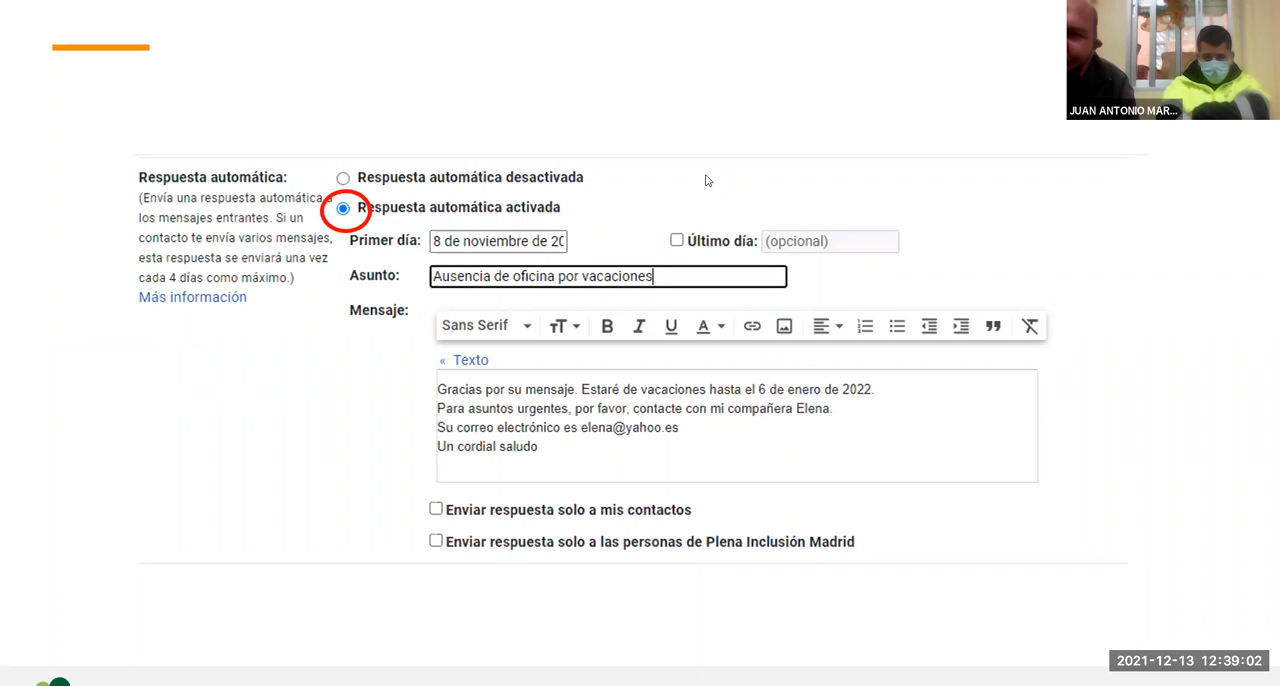 JUAN ANTONIO MAR...
Respuesta automática:
(Envía una respuesta automática a
los mensajes entrantes. Si un
contacto te envía varios mensajes,
esta respuesta se enviará una vez
cada 4 días como máximo.)
Más información
Respuesta automática desactivada
Respuesta automática activada
Primer día: 8 de noviembre de 20 Último día: (opcional)
Asunto: Ausencia de oficina por vacaciones
Mensaje:
Sans Serif
« Texto
Gracias por su mensaje. Estaré de vacaciones hasta el 6 de enero de 2022.
Para asuntos urgentes, por favor, contacte con mi compañera Elena.
Su correo electrónico es elena@yahoo.es
Un cordial saludo
Enviar respuesta solo a mis contactos
Enviar respuesta solo a las personas de Plena Inclusión Madrid
2021-12-13 12:39:02